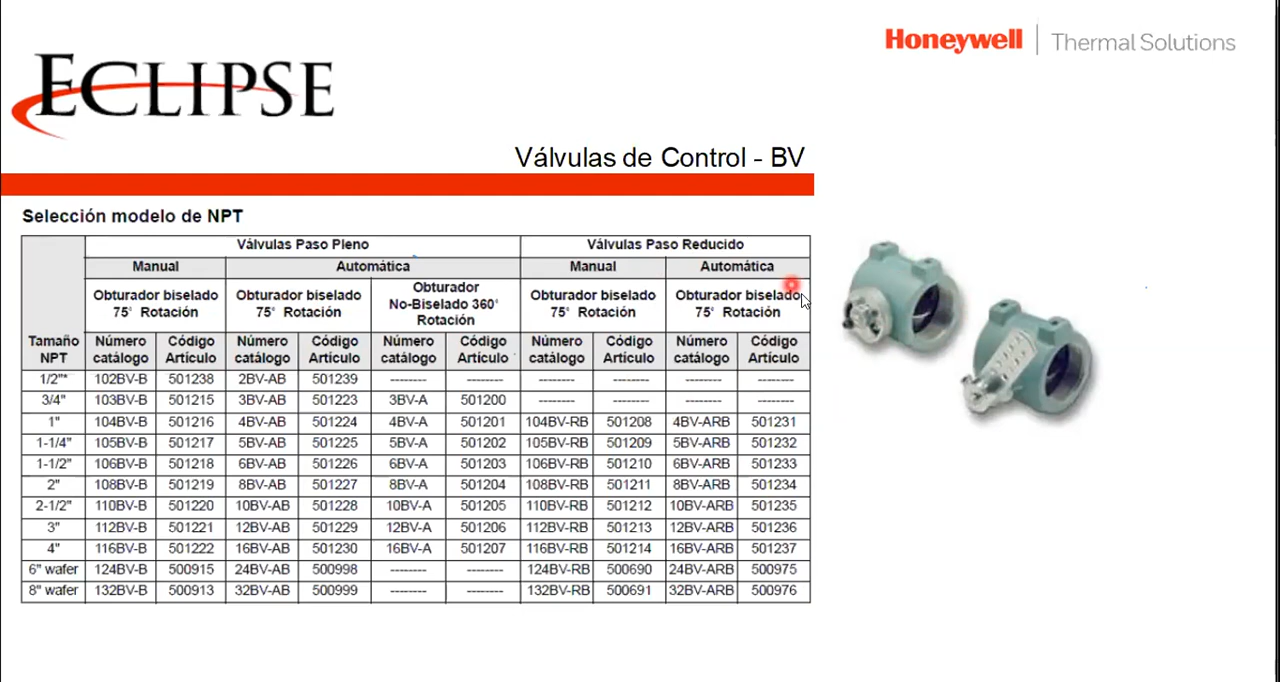 Honeywell | Thermal Solutions
ECLIPSE
Válvulas de Control - BV
Selección modelo de NPT
Válvulas Paso Pleno Válvulas Paso Reducido
Manual Automática Manual Automática
Obturador biselado 75° Rotación Obturador biselado 75° Rotación Obturador No-Biselado 360° Rotación Obturador biselado 75° Rotación Obturador biselado 75° Rotación
Tamaño NPT Número catálogo Código Artículo Número catálogo Código Artículo Número catálogo Código Artículo Número catálogo Código Artículo Número catálogo Código Artículo
1/2"* 102BV-B 501238 2BV-AB 501239 -------- -------- -------- -------- -------- --------
3/4" 103BV-B 501215 3BV-AB 501223 3BV-A 501200 -------- -------- -------- --------
1" 104BV-B 501216 4BV-AB 501224 4BV-A 501201 104BV-RB 501208 4BV-ARB 501231
1-1/4" 105BV-B 501217 5BV-AB 501225 5BV-A 501202 105BV-RB 501209 5BV-ARB 501232
1-1/2" 106BV-B 501218 6BV-AB 501226 6BV-A 501203 106BV-RB 501210 6BV-ARB 501233
2" 108BV-B 501219 8BV-AB 501227 8BV-A 501204 108BV-RB 501211 8BV-ARB 501234
2-1/2" 110BV-B 501220 10BV-AB 501228 10BV-A 501205 110BV-RB 501212 10BV-ARB 501235
3" 112BV-B 501221 12BV-AB 501229 12BV-A 501206 112BV-RB 501213 12BV-ARB 501236
4" 116BV-B 501222 16BV-AB 501230 16BV-A 501207 116BV-RB 501214 16BV-ARB 501237
6" wafer 124BV-B 500915 24BV-AB 500998 -------- -------- 124BV-RB 500690 24BV-ARB 500975
8" wafer 132BV-B 500913 32BV-AB 500999 -------- -------- 132BV-RB 500691 32BV-ARB 500976